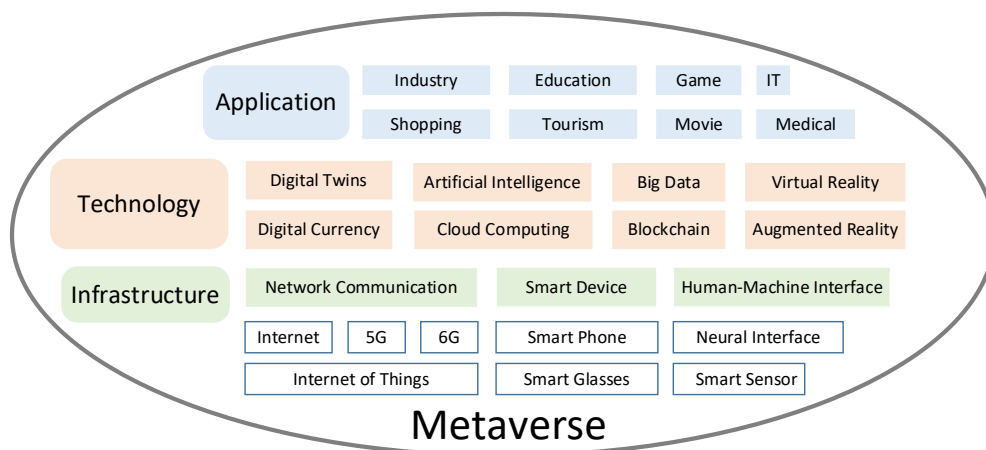 Application
Industry
Education
Game
IT
Shopping
Tourism
Movie
Medical
Technology
Digital Twins
Artificial Intelligence
Big Data
Virtual Reality
Digital Currency
Cloud Computing
Blockchain
Augmented Reality
Infrastructure
Network Communication
Smart Device
Human-Machine Interface
Internet
5G
6G
Smart Phone
Neural Interface
Internet of Things
Smart Glasses
Smart Sensor
Metaverse